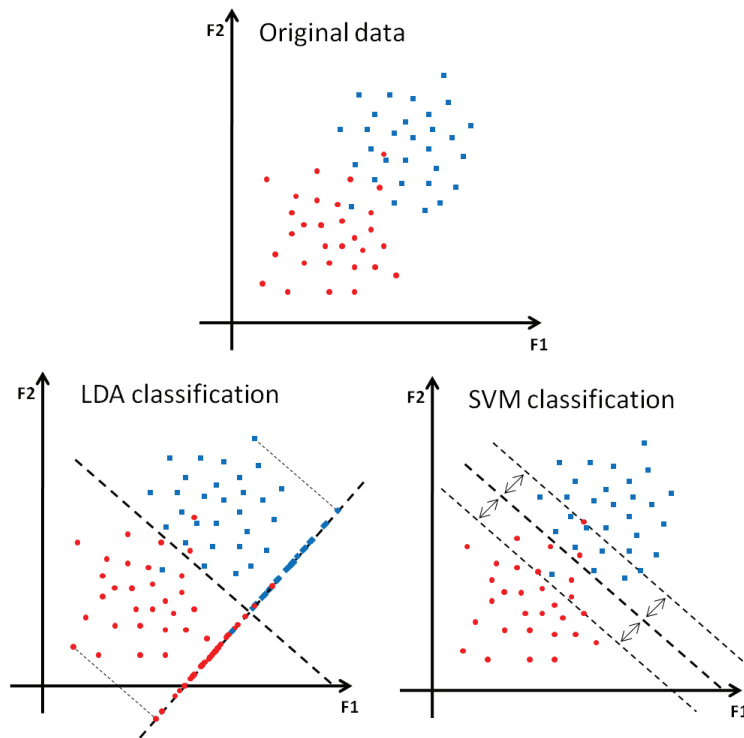 F2
Original data
F1
F2
LDA classification
F1
F2
SVM classification
F1